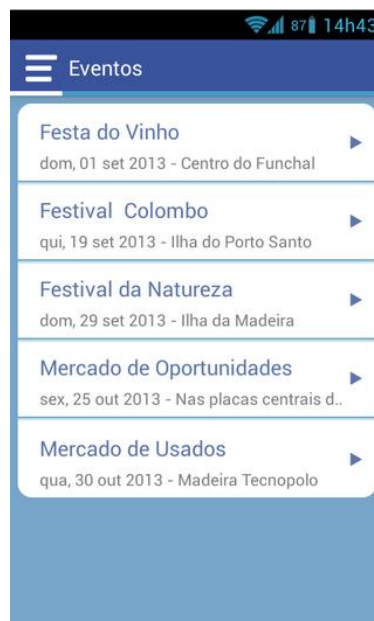 87 14h43
Eventos
Festa do Vinho
dom, 01 set 2013 - Centro do Funchal
Festival Colombo
qui, 19 set 2013 - Ilha do Porto Santo
Festival da Natureza
dom, 29 set 2013 - Ilha da Madeira
Mercado de Oportunidades
sex, 25 out 2013 - Nas placas centrais d..
Mercado de Usados
qua, 30 out 2013 - Madeira Tecnopolo